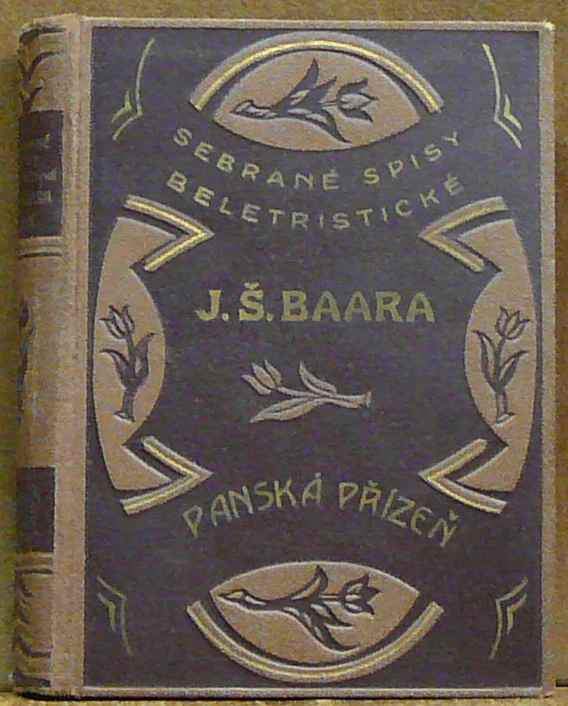 SEBRANÉ SPISY
BELETRISTICKÉ
J.Š.BAARA
PANSKÁ PŘÍZEŇ